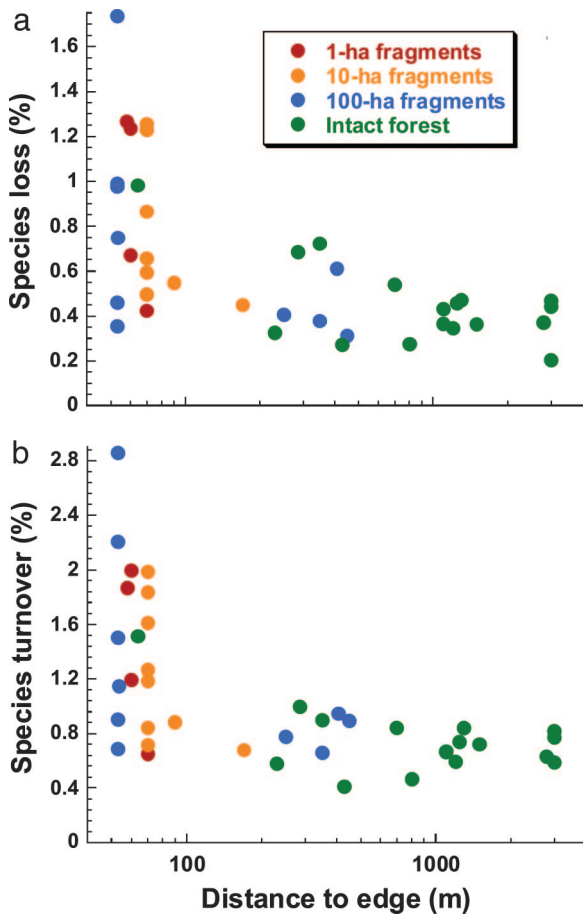 a
Species loss (%)
1.6
1.4
1.2
1
0.8
0.6
0.4
0.2
0
1-ha fragments
10-ha fragments
100-ha fragments
Intact forest
b
Species turnover (%)
2.8
2.4
2
1.6
1.2
0.8
0.4
0
100
1000
Distance to edge (m)